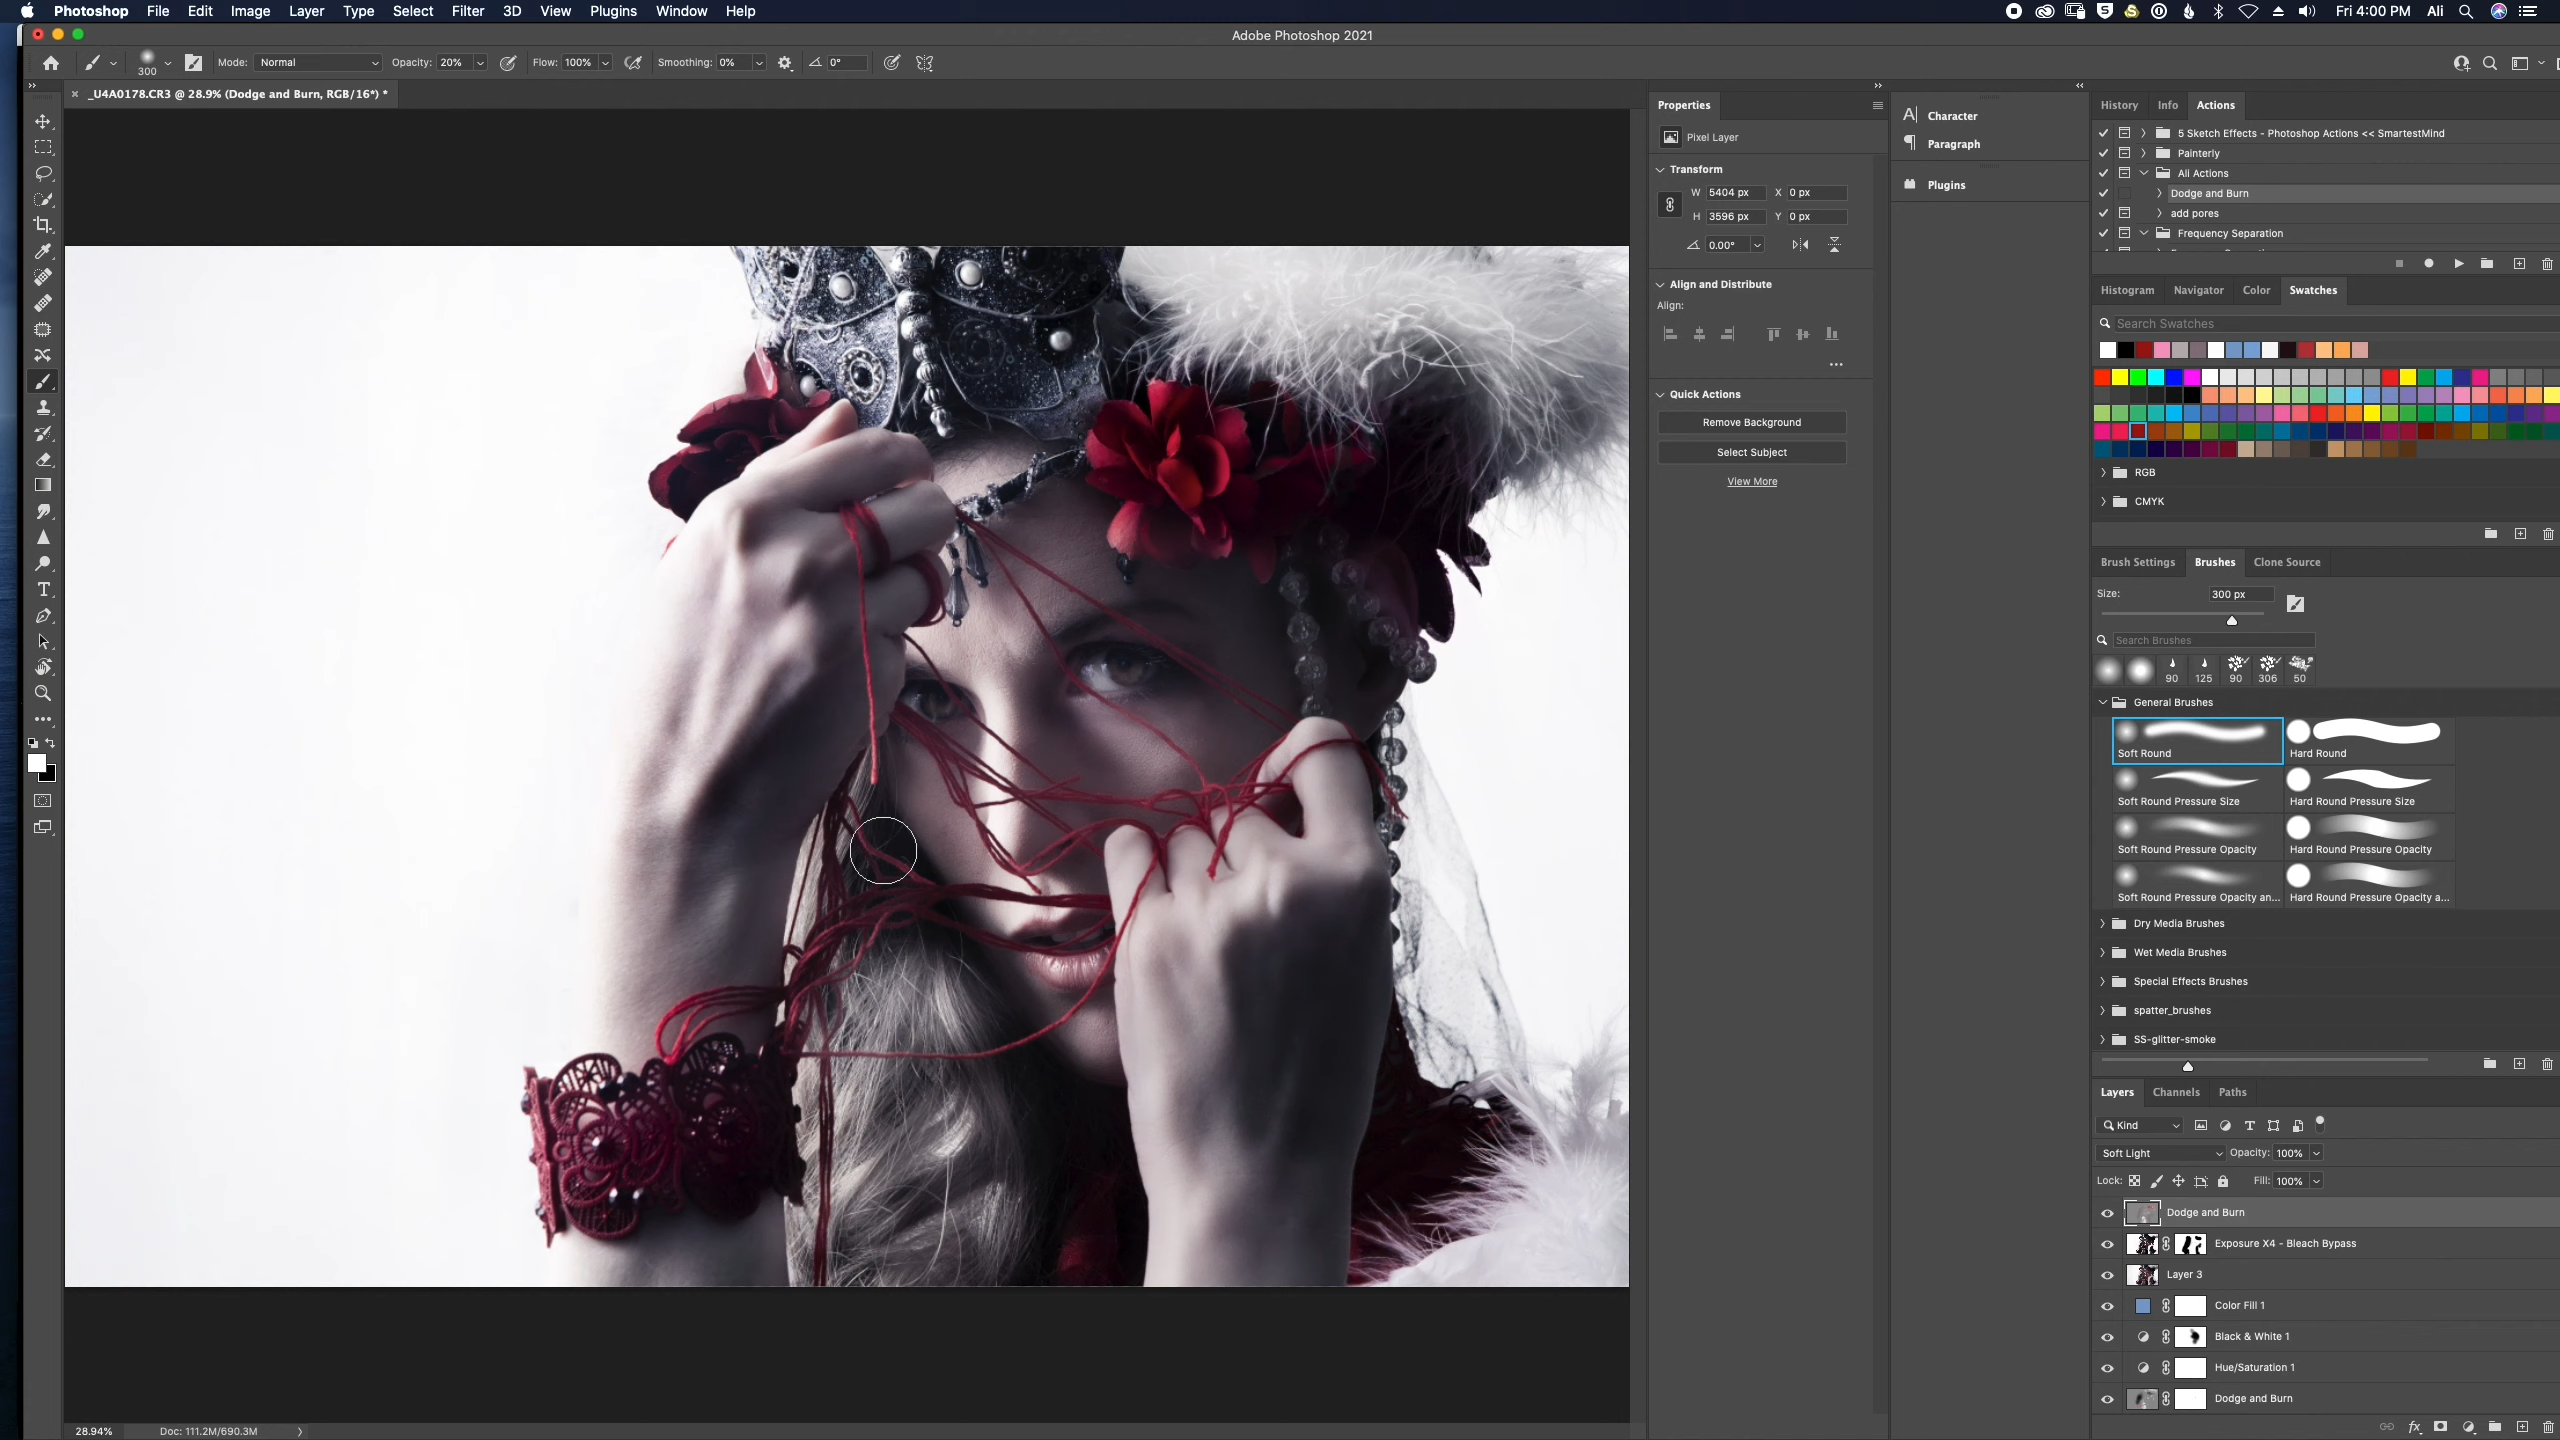 Photoshop File Edit Image Layer Type Select Filter 3D View Plugins Window Help Fri 4:00 PM Ali
Adobe Photoshop 2021
300 Mode: Normal Opacity: 20% Flow: 100% Smoothing: 0% 0°
_U4A0178.CR3 @ 28.9% (Dodge and Burn, RGB/16*) *
Properties
Pixel Layer
Transform
W 5404 px X 0 px
H 3596 px Y 0 px
0.00°
Align and Distribute
Align:
Quick Actions
Remove Background
Select Subject
View More
Character
Paragraph
Plugins
History Info Actions
5 Sketch Effects - Photoshop Actions << SmartestMind
Painterly
Ali Actions
Dodge and Burn
add pores
Frequency Separation
Histogram Navigator Color Swatches
Search Swatches
RGB
CMYK
Brush Settings Brushes Clone Source
Size: 300 px
Search Brushes
90 125 90 306 50
General Brushes
Soft Round Hard Round
Soft Round Pressure Size Hard Round Pressure Size
Soft Round Pressure Opacity Hard Round Pressure Opacity
Soft Round Pressure Opacity an... Hard Round Pressure Opacity a...
Dry Media Brushes
Wet Media Brushes
Special Effects Brushes
spatter_brushes
SS-glitter-smoke
Layers Channels Paths
Kind
Soft Light Opacity: 100%
Lock: Fill: 100%
Dodge and Burn
Exposure X4 - Bleach Bypass
Layer 3
Color Fill 1
Black & White 1
Hue/Saturation 1
Dodge and Burn
28.94% Doc: 111.2M/690.3M